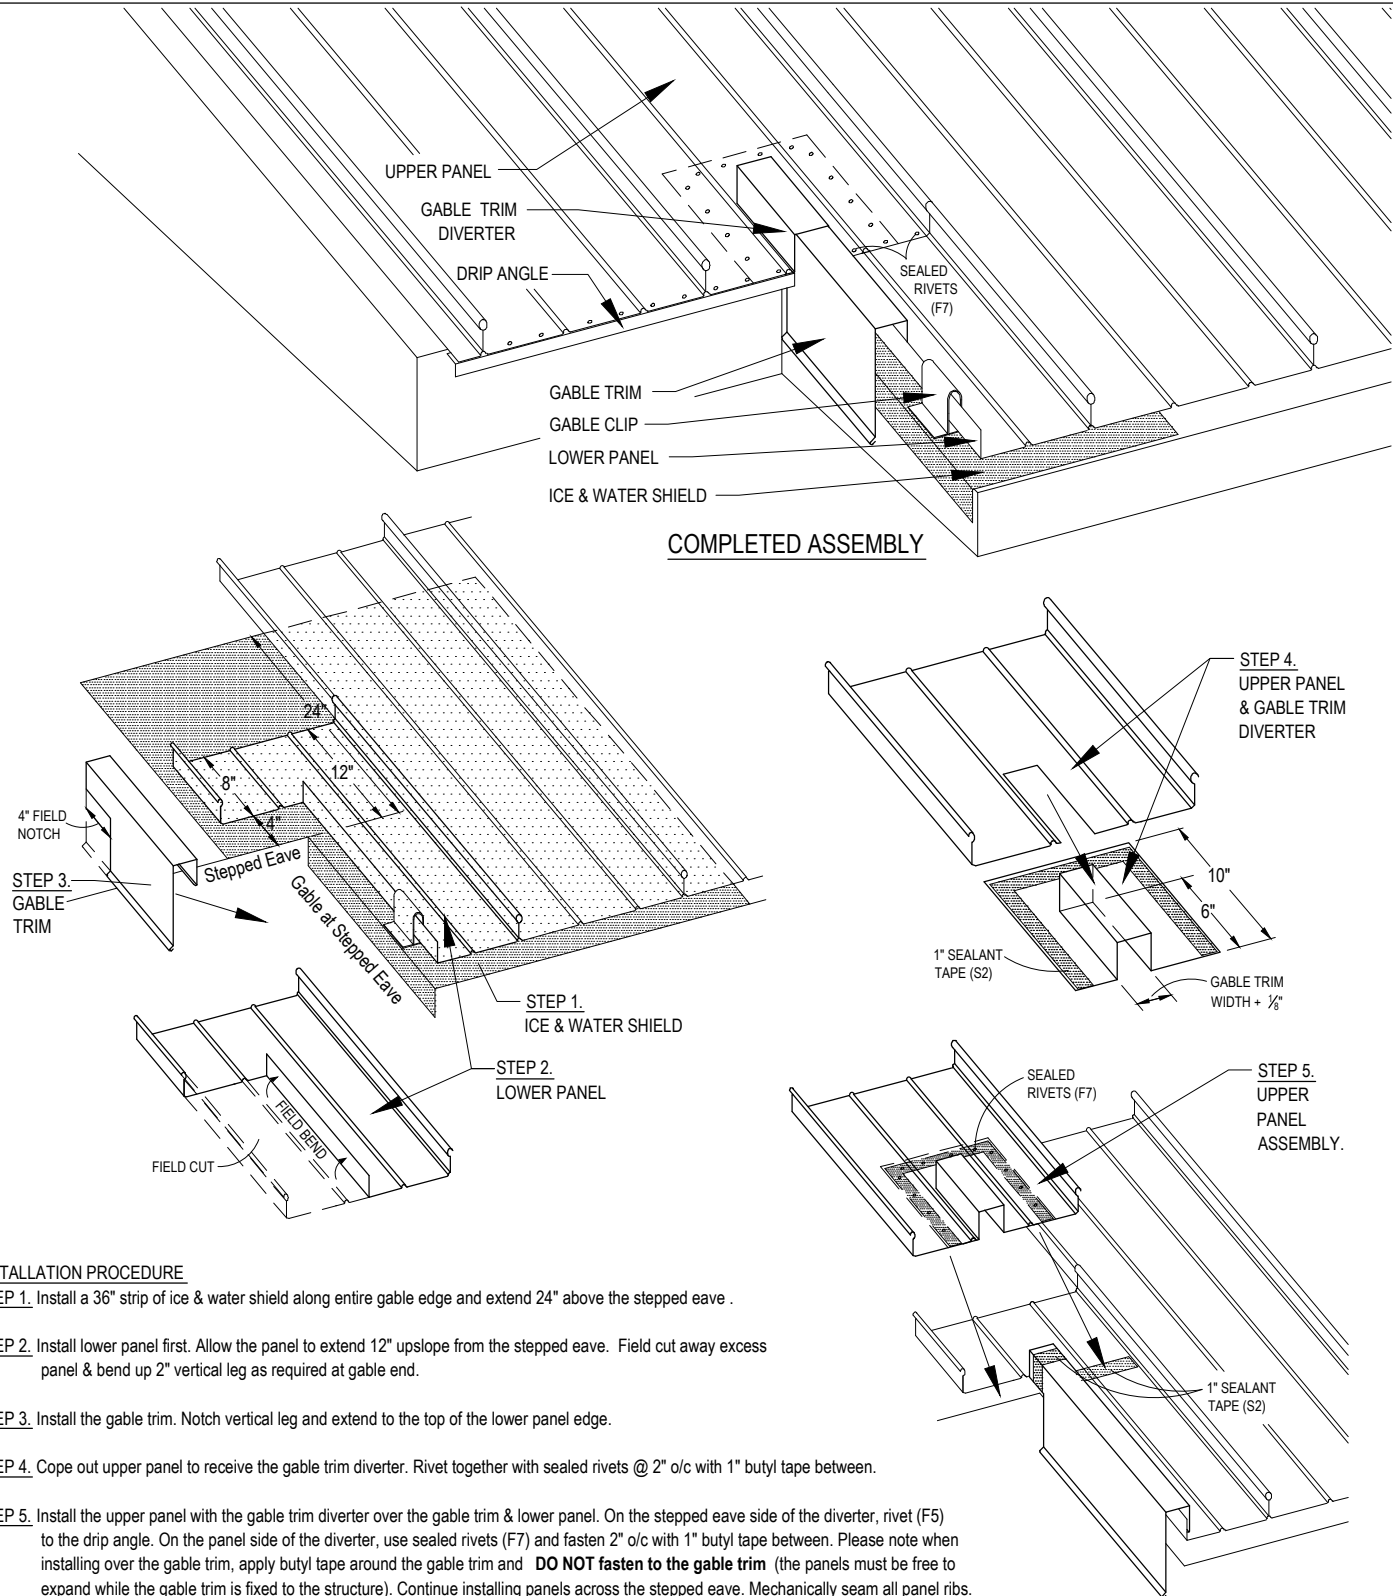 UPPER PANEL
GABLE TRIM
DIVERTER
DRIP ANGLE
SEALED
RIVETS
(F7)
GABLE TRIM
GABLE CLIP
LOWER PANEL
ICE & WATER SHIELD
COMPLETED ASSEMBLY
24"
12"
8"
4"
4" FIELD
NOTCH
Stepped Eave
Gable at Stepped Eave
STEP 3.
GABLE
TRIM
STEP 1.
ICE & WATER SHIELD
STEP 2.
LOWER PANEL
FIELD BEND
FIELD CUT
STEP 4.
UPPER PANEL
& GABLE TRIM
DIVERTER
10"
6"
1" SEALANT
TAPE (S2)
GABLE TRIM
WIDTH + 1/8"
SEALED
RIVETS (F7)
STEP 5.
UPPER
PANEL
ASSEMBLY.
1" SEALANT
TAPE (S2)
TALLATION PROCEDURE
EP 1. Install a 36" strip of ice & water shield along entire gable edge and extend 24" above the stepped eave .
EP 2. Install lower panel first. Allow the panel to extend 12" upslope from the stepped eave. Field cut away excess
panel & bend up 2" vertical leg as required at gable end.
EP 3. Install the gable trim. Notch vertical leg and extend to the top of the lower panel edge.
EP 4. Cope out upper panel to receive the gable trim diverter. Rivet together with sealed rivets @ 2" o/c with 1" butyl tape between.
EP 5. Install the upper panel with the gable trim diverter over the gable trim & lower panel. On the stepped eave side of the diverter, rivet (F5)
to the drip angle. On the panel side of the diverter, use sealed rivets (F7) and fasten 2" o/c with 1" butyl tape between. Please note when
installing over the gable trim, apply butyl tape around the gable trim and DO NOT fasten to the gable trim (the panels must be free to
expand while the gable trim is fixed to the structure). Continue installing panels across the stepped eave. Mechanically seam all panel ribs.